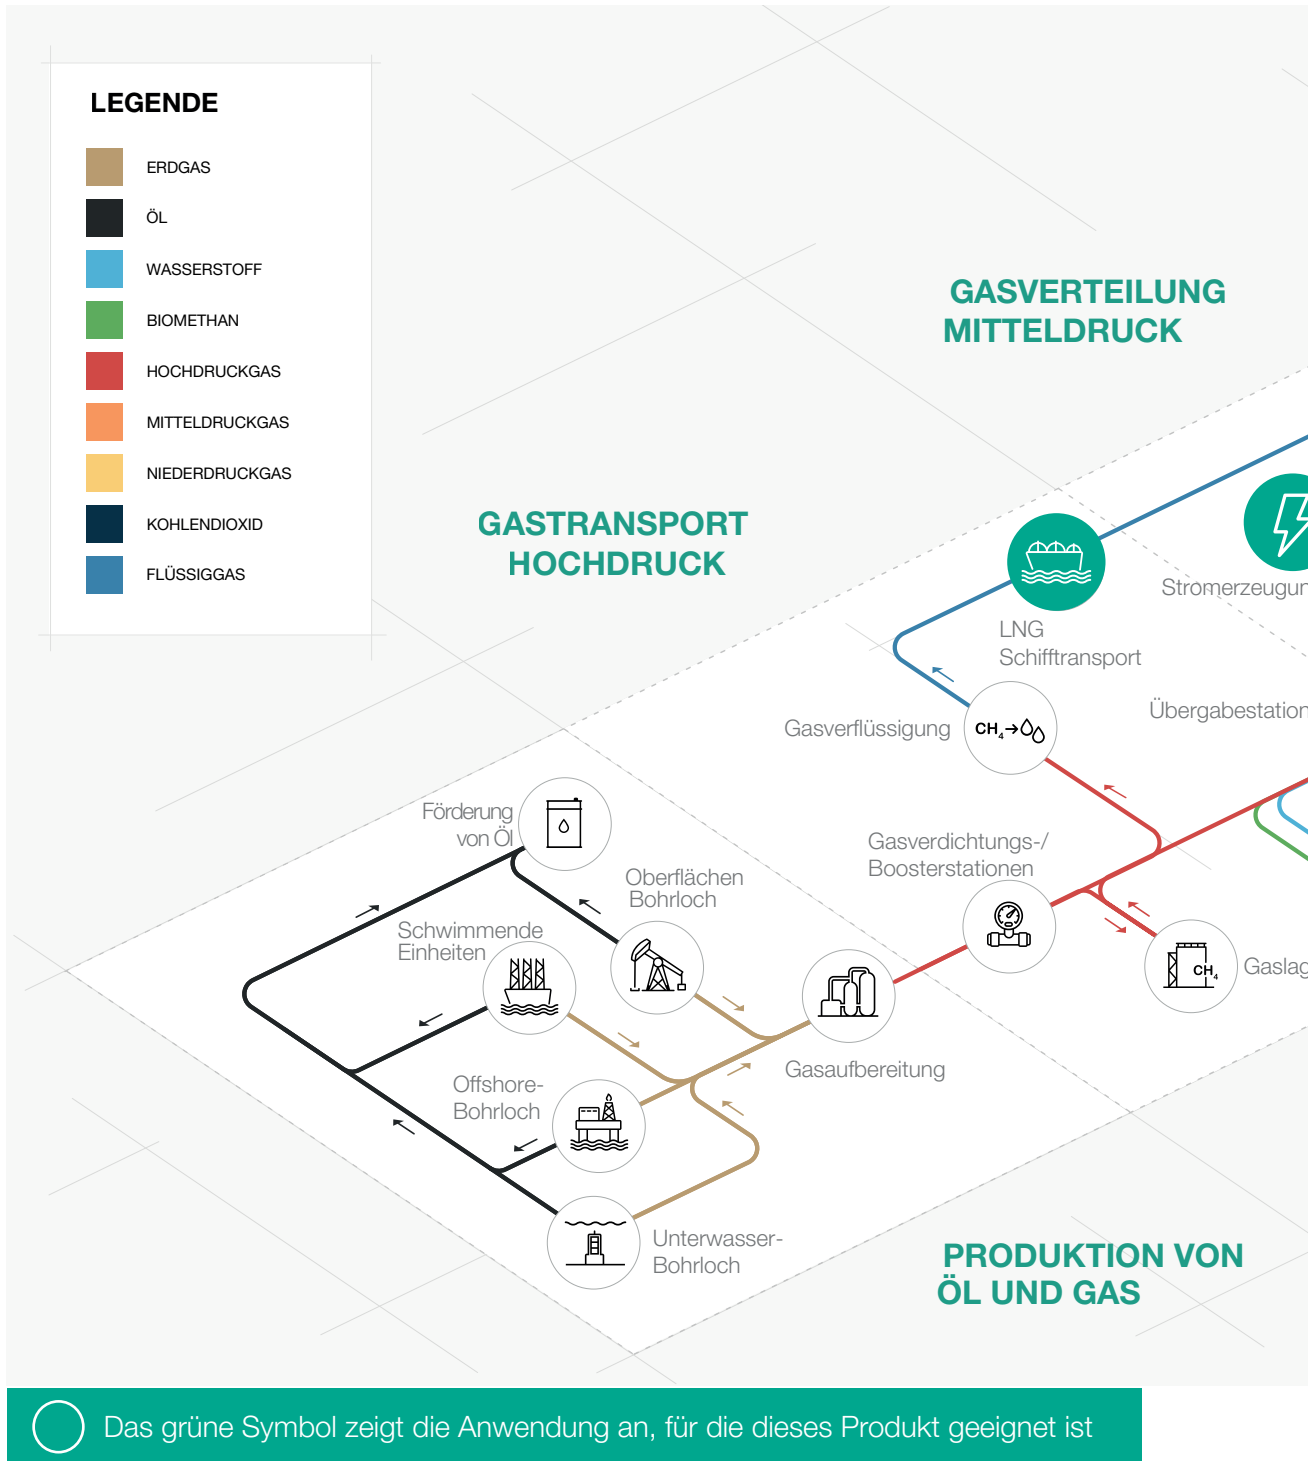 LEGENDE
ERDGAS
ÖL
WASSERSTOFF
BIOMETHAN
HOCHDRUCKGAS
MITTELDRUCKGAS
NIEDERDRUCKGAS
KOHLENDIOXID
FLÜSSIGGAS
GASVERTEILUNG
MITTELDRUCK
GASTRANSPORT
HOCHDRUCK
Stromerzeugun
LNG
Schifftransport
Übergabestation
Gasverflüssigung
CH₄→
Förderung
von Öl
Gasverdichtungs-/
Boosterstationen
Oberflächen
Bohrloch
Schwimmende
Einheiten
CH₄
Gaslag
Gasaufbereitung
Offshore-
Bohrloch
Unterwasser-
Bohrloch
PRODUKTION VON
ÖL UND GAS
Das grüne Symbol zeigt die Anwendung an, für die dieses Produkt geeignet ist